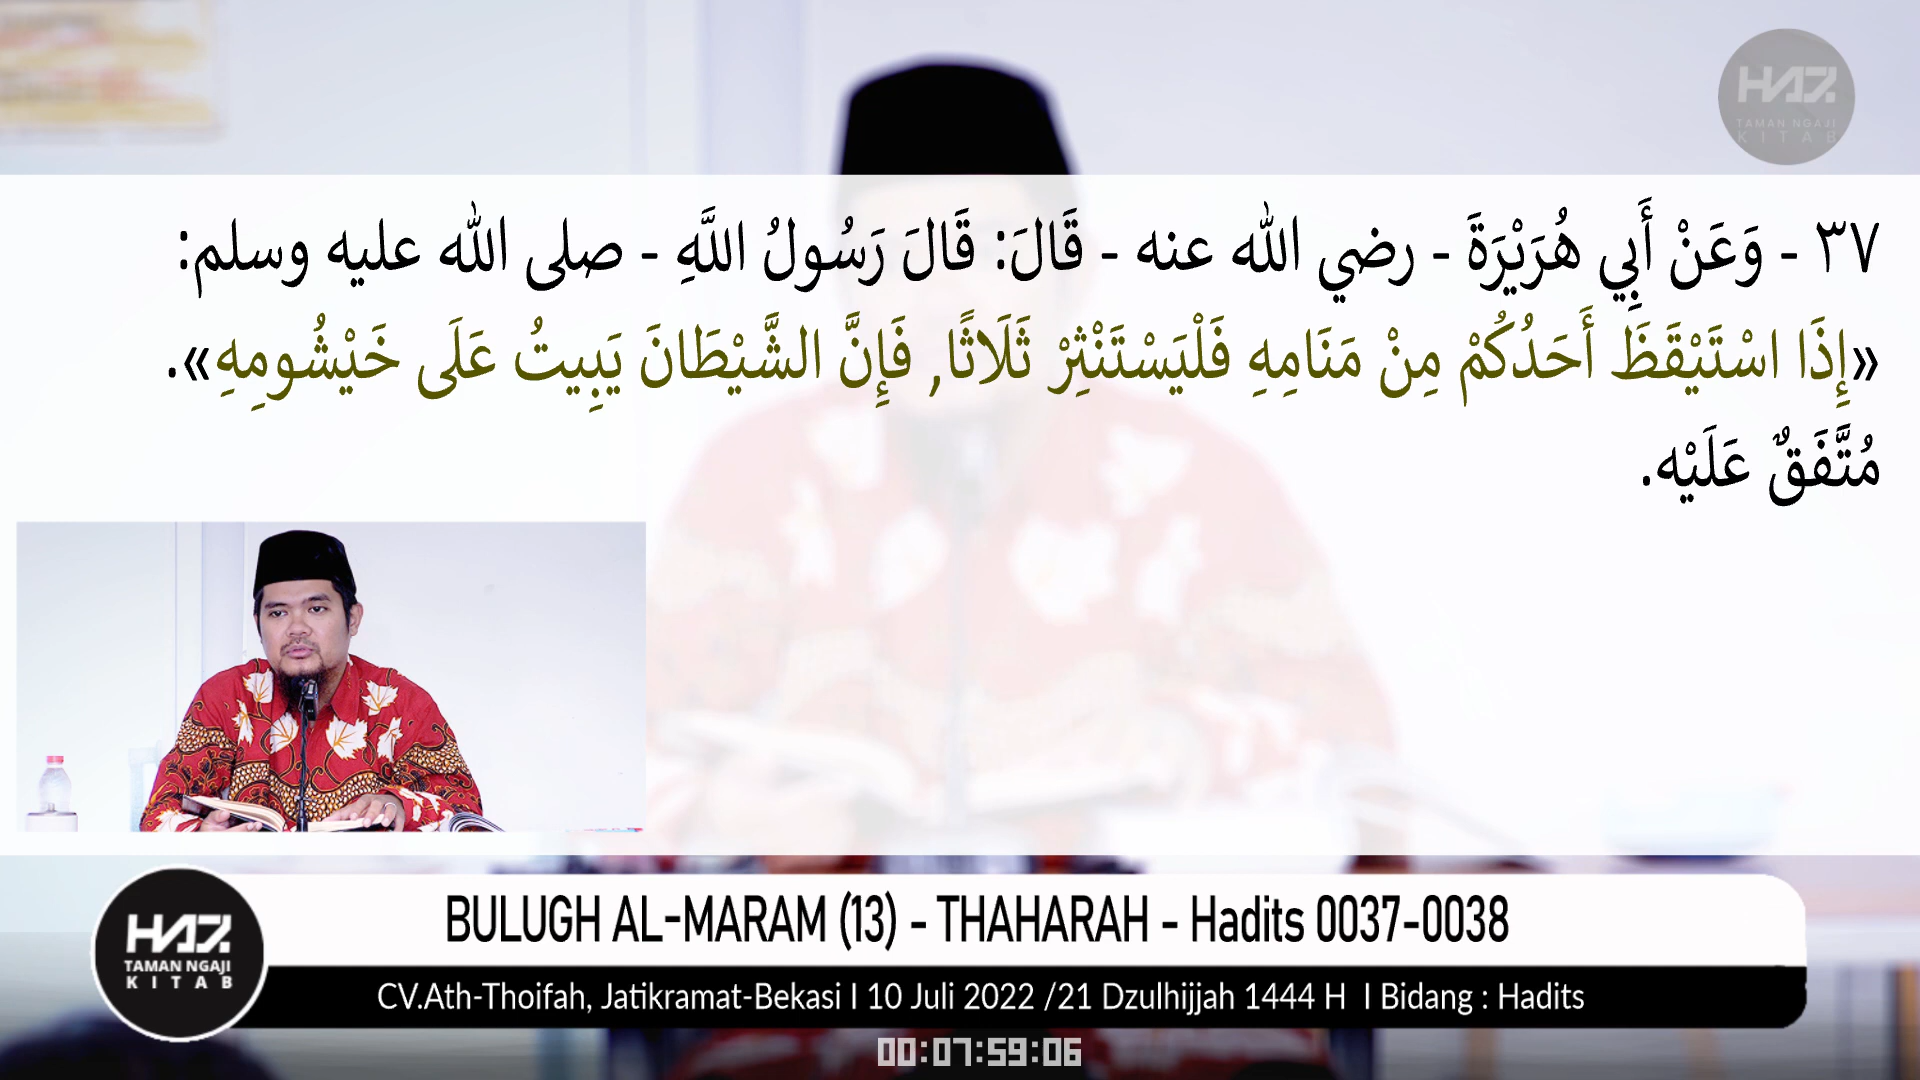 HAZ
TAMAN NGAJI
KITAB
٣٧ - وَعَنْ أَبِي هُرَيْرَةَ - رضي الله عنه - قَالَ: قَالَ رَسُولُ اللَّهِ - صلى الله عليه وسلم:
«إِذَا اسْتَيْقَظَ أَحَدُكُمْ مِنْ مَنَامِهِ فَلْيَسْتَنْثِرْ ثَلَاثًا, فَإِنَّ الشَّيْطَانَ يَبِيتُ عَلَى خَيْشُومِهِ».
مُتَّفَقٌ عَلَيْه.
HAZ
TAMAN NGAJI
KITAB
BULUGH AL-MARAM (13) - THAHARAH - Hadits 0037-0038
CV.Ath-Thoifah, Jatikramat-Bekasi I 10 Juli 2022 /21 Dzulhijjah 1444 H I Bidang : Hadits
00:07:59:06